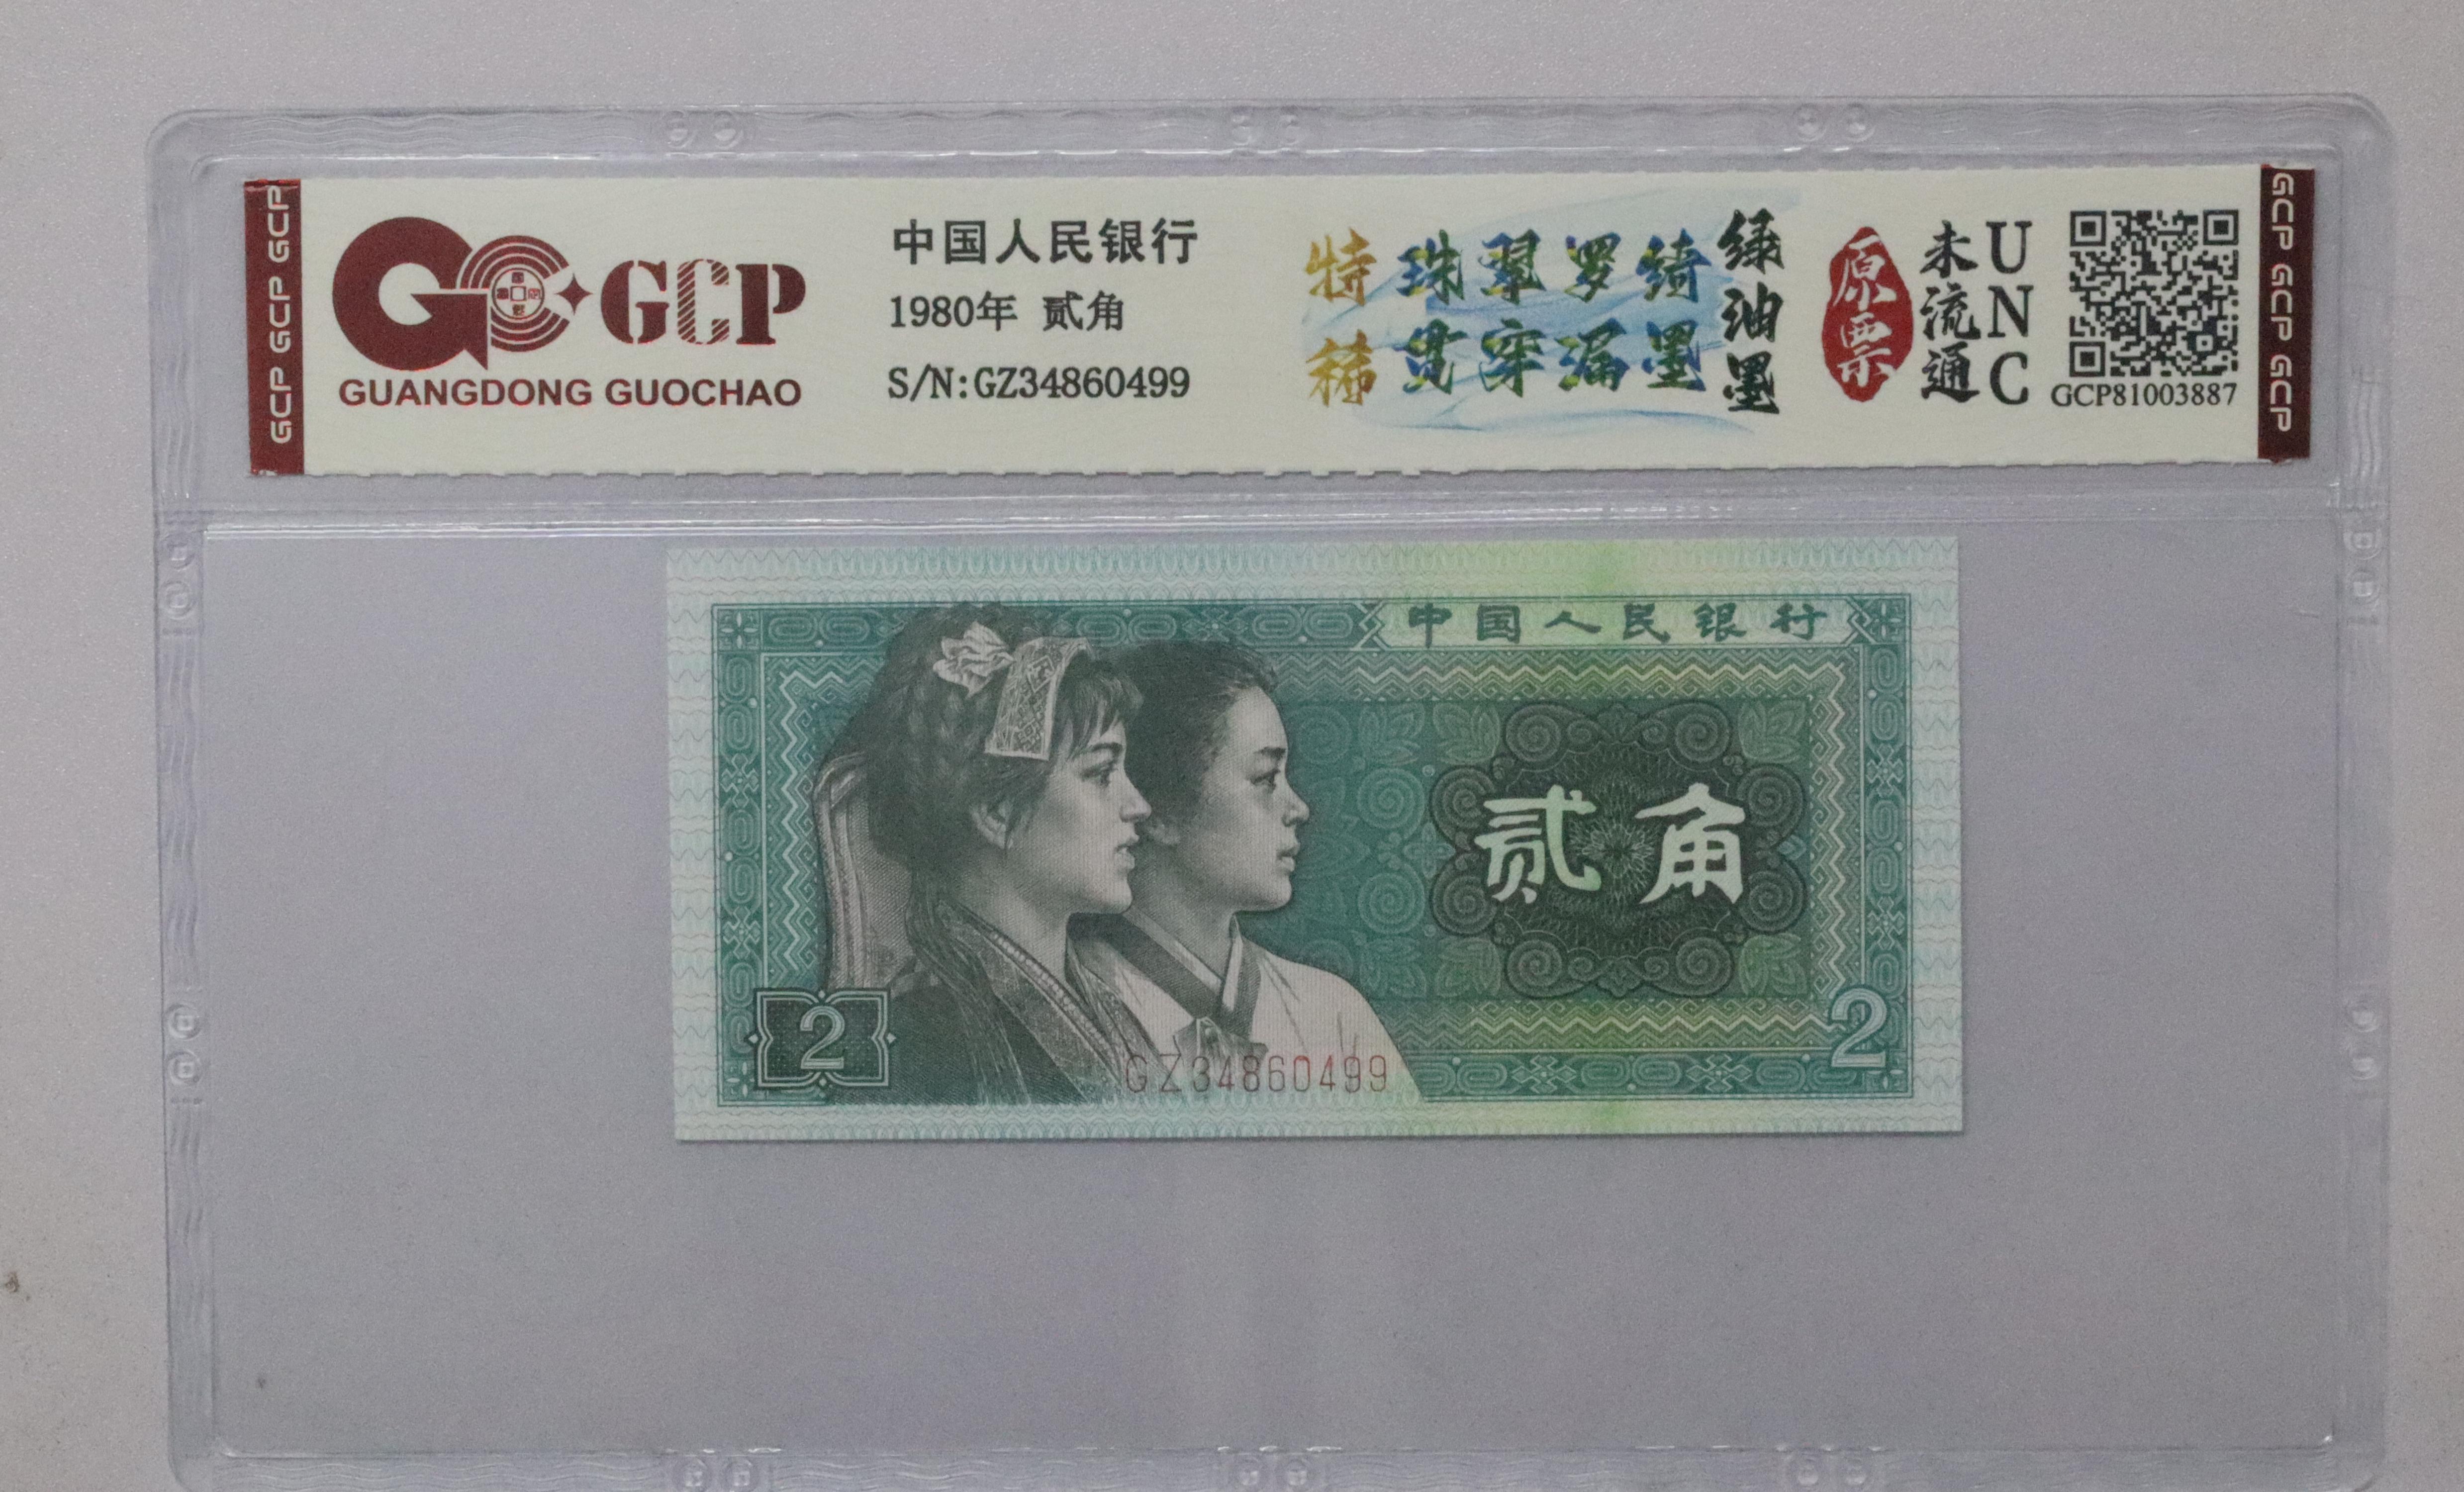 GCP GCP GCP
GCP
GUANGDONG GUOCHAO
中国人民银行
1980年 贰角
S/N:GZ34860499
特稀
珠翠罗绮
贯穿漏墨
绿油墨
原票
未流通
UNC
GCP81003887
GCP GCP GCP
中国人民银行
贰角
2
2
GZ34860499